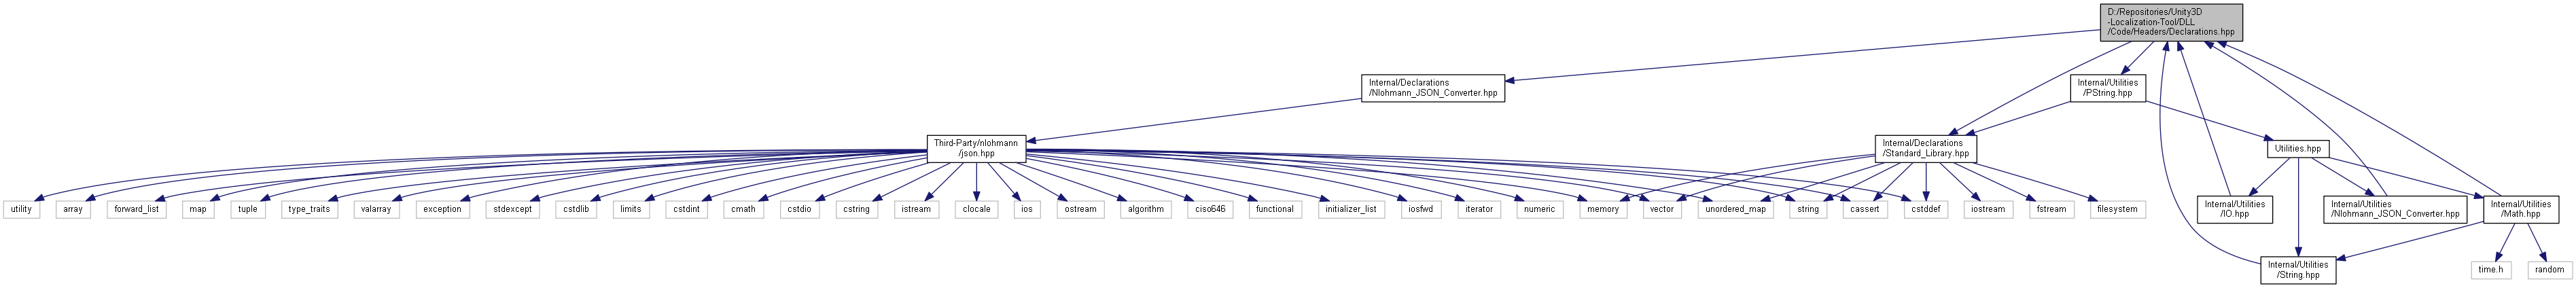 D:/Repositories/Unity3D
-Localization-Tool/DLL
/Code/Headers/Declarations.hpp
Internal/Declarations
/Nlohmann_JSON_Converter.hpp
Internal/Utilities
/PString.hpp
Third-Party/nlohmann
/json.hpp
Internal/Declarations
/Standard_Library.hpp
Utilities.hpp
utility
array
forward_list
map
tuple
type_traits
valarray
exception
stdexcept
cstdlib
limits
cstdint
cmath
cstdio
cstring
istream
clocale
ios
ostream
algorithm
ciso646
functional
initializer_list
iosfwd
iterator
numeric
memory
vector
unordered_map
string
cassert
cstddef
iostream
fstream
filesystem
Internal/Utilities
/IO.hpp
Internal/Utilities
/Nlohmann_JSON_Converter.hpp
Internal/Utilities
/Math.hpp
Internal/Utilities
/String.hpp
time.h
random